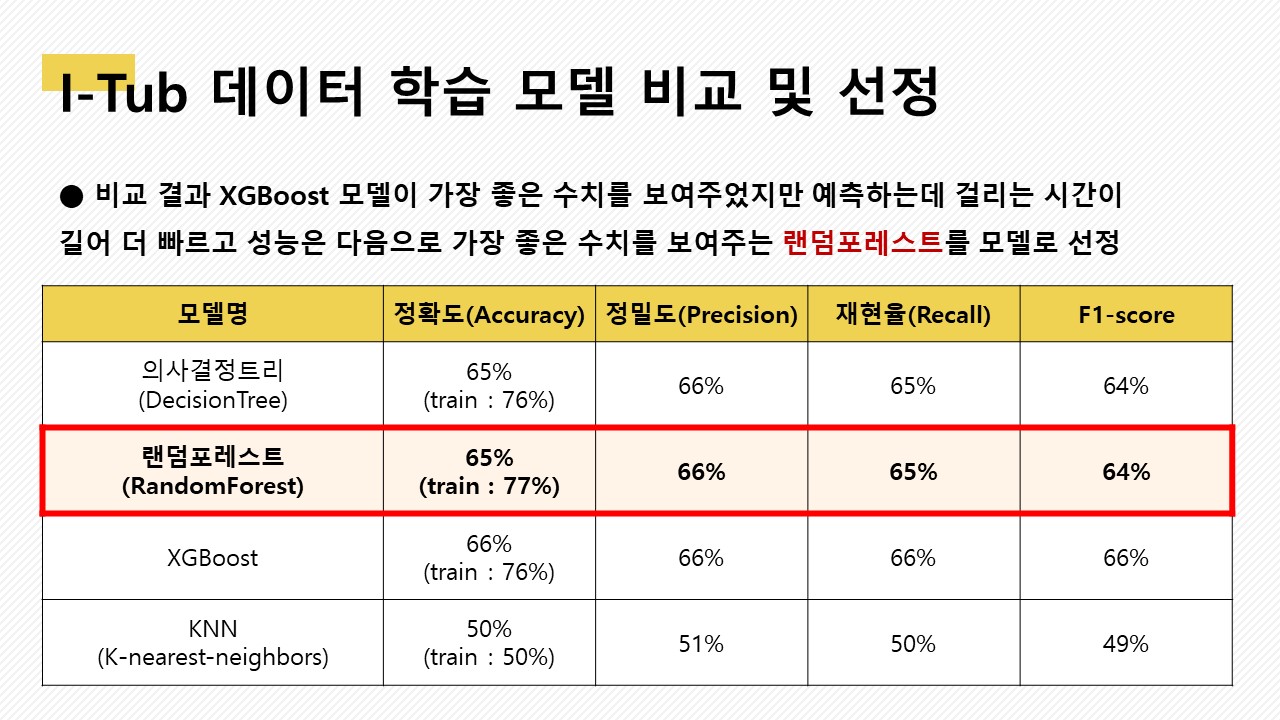 I-Tub 데이터 학습 모델 비교 및 선정
● 비교 결과 XGBoost 모델이 가장 좋은 수치를 보여주었지만 예측하는데 걸리는 시간이
길어 더 빠르고 성능은 다음으로 가장 좋은 수치를 보여주는 랜덤포레스트를 모델로 선정
모델명 정확도(Accuracy) 정밀도(Precision) 재현율(Recall) F1-score
의사결정트리
(DecisionTree)
65%
(train : 76%)
66%
65%
64%
랜덤포레스트
(RandomForest)
65%
(train : 77%)
66%
65%
64%
XGBoost
66%
(train : 76%)
66%
66%
66%
KNN
(K-nearest-neighbors)
50%
(train : 50%)
51%
50%
49%